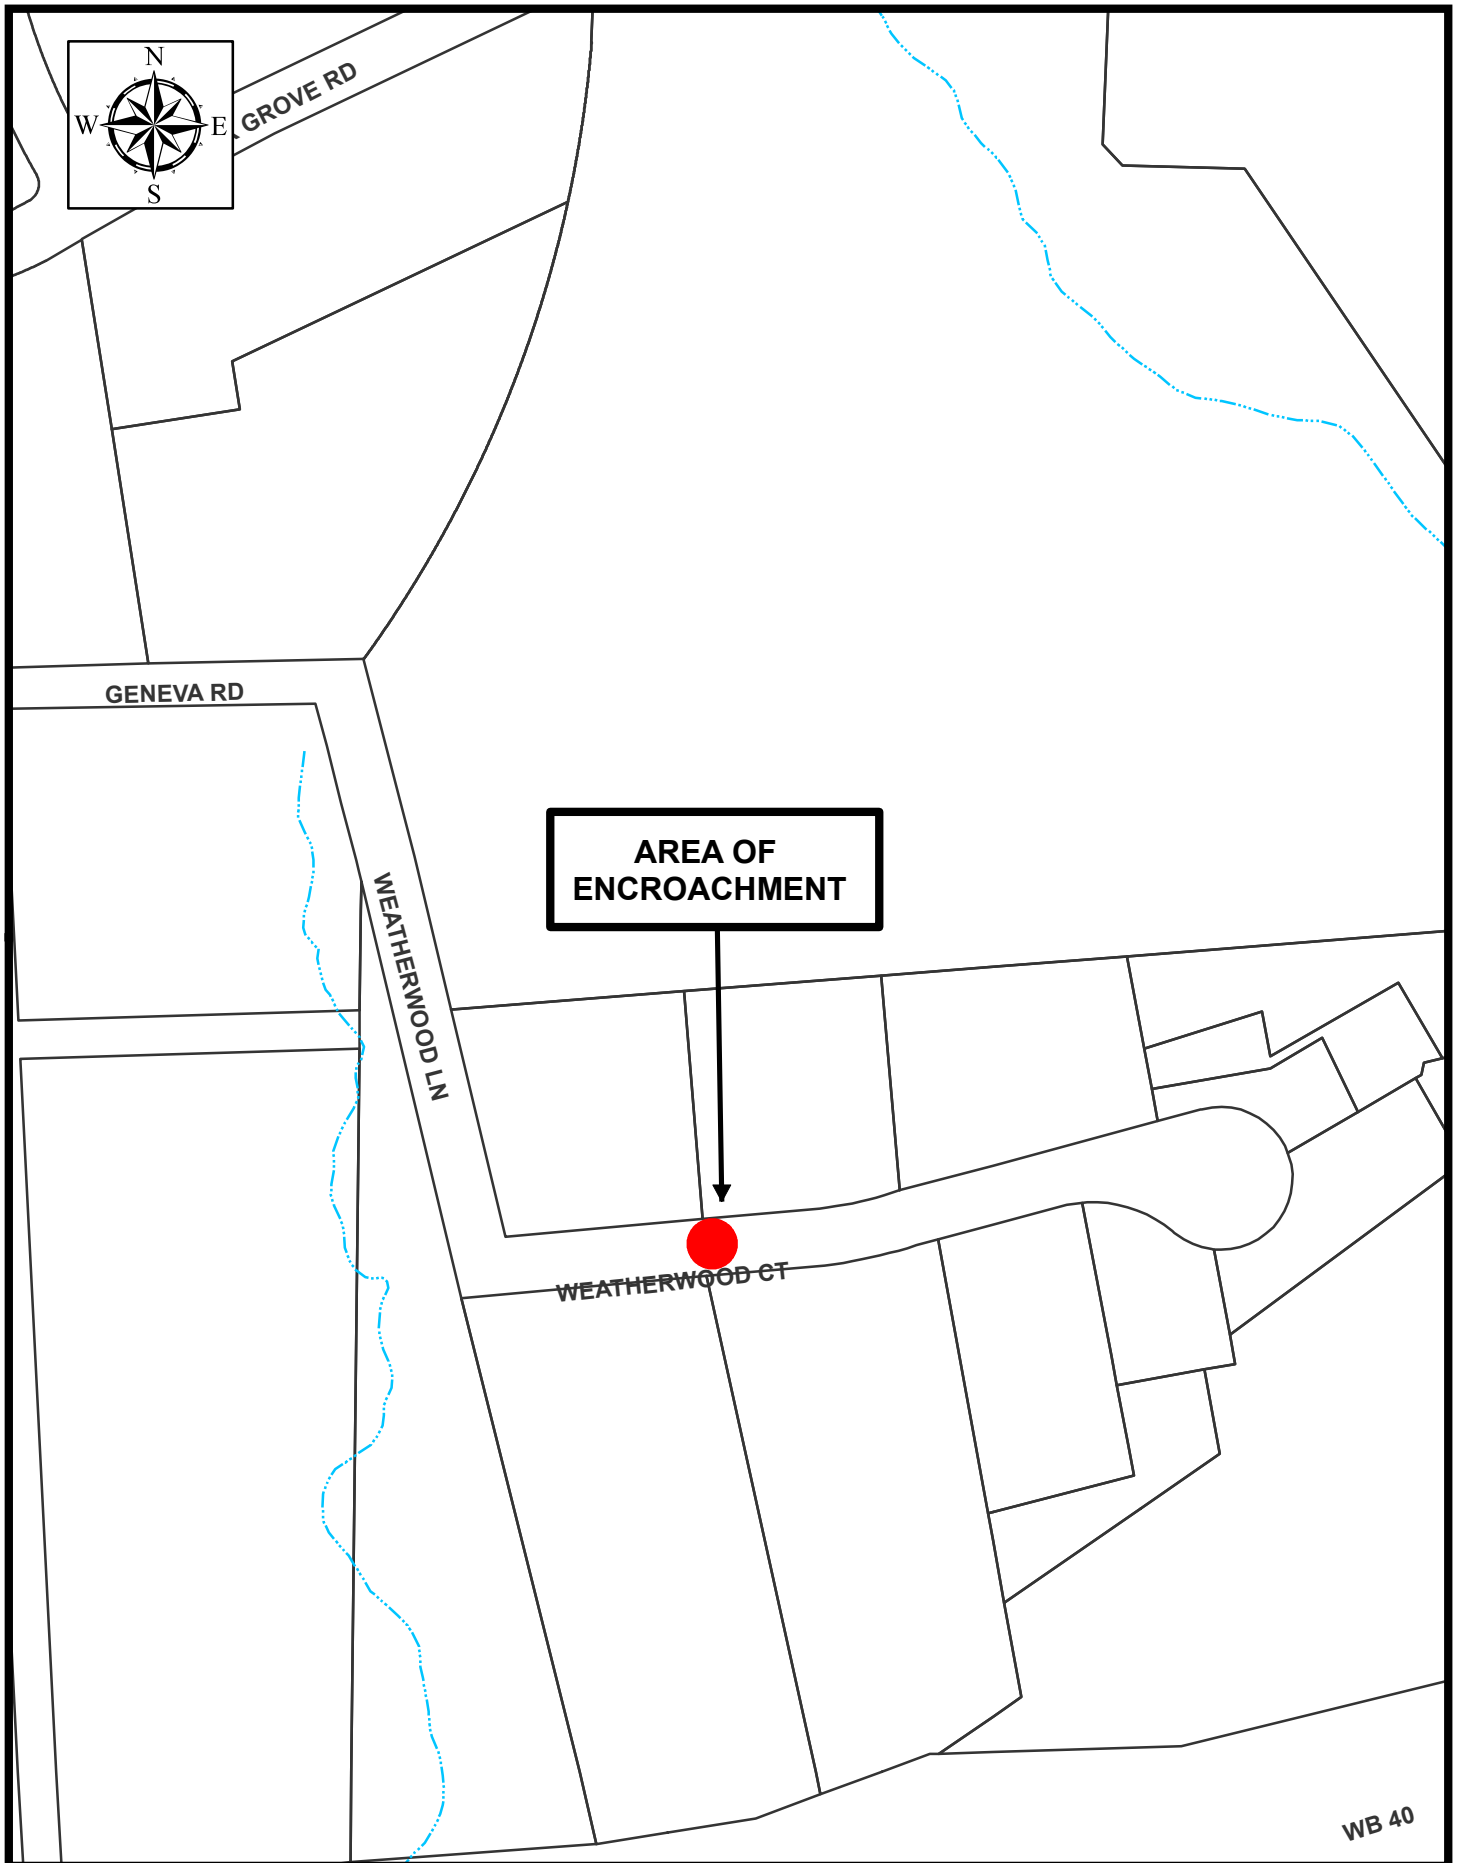 N
W E
S
GROVE RD
GENEVA RD
WEATHERWOOD LN
AREA OF
ENCROACHMENT
WEATHERWOOD CT
WB 40